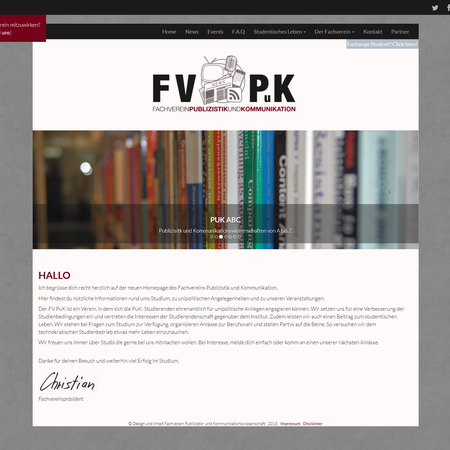 rein mitzuwirken?
uns!
Home News Events F.A.Q Studentisches Leben Der Fachverein Kontakt Partner
Exchange Student? Click here!
FV PuK
NEWS
FACHVEREINPUBLIZISTIKUNDKOMMUNIKATION
PUK ABC
Publizistik und Kommunikationswissenschaften von A bis Z
HALLO
Ich begrüsse dich recht herzlich auf der neuen Homepage des Fachvereins Publizistik und Kommunikation.
Hier findest du nützliche Informationen rund ums Studium, zu unipolitischen Angelegenheiten und zu unseren Veranstaltungen.
Der FV PuK ist ein Verein, in dem sich die PuK- Studierenden ehrenamtlich für unipolitische Anliegen engagieren können. Wir setzen uns für eine Verbesserung der
Studienbedingungen ein und vertreten die Interessen der Studierendenschaft gegenüber dem Institut. Zudem leisten wir auch einen Beitrag zum studentischen
Leben. Wir stehen bei Fragen zum Studium zur Verfügung, organisieren Anlässe zur Berufswahl und stellen Partys auf die Beine. So versuchen wir dem
technokratischen Studienbetrieb etwas mehr Leben einzuhauchen.
Wir freuen uns immer über Studis die gerne bei uns mitmachen wollen. Bei Interesse, melde dich einfach oder komm an einen unserer nächsten Anlässe.
Danke für deinen Besuch und weiterhin viel Erfolg im Studium.
Christian
Fachvereinspräsident
© Design und Inhalt Fachverein Publizistik- und Kommunikationswissenschaft - 2013 Impressum Disclaimer